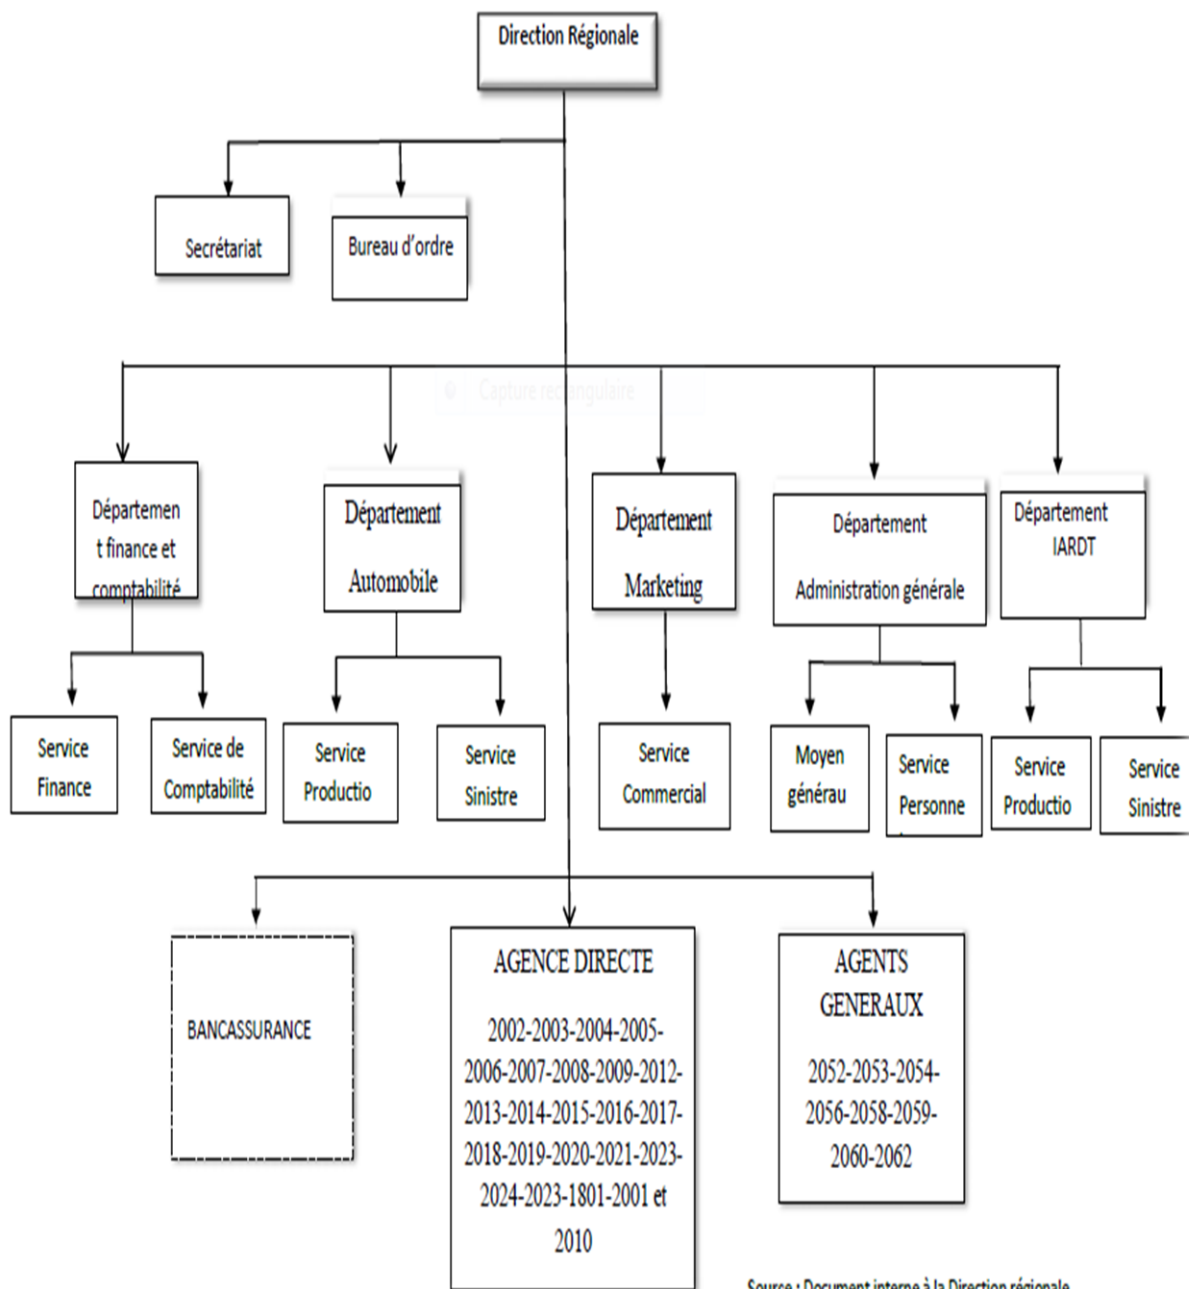 Direction Régionale
Secrétariat
Bureau d'ordre
Capture rectangulaire
Départemen
t finance et
comptabilité
Département
Automobile
Département
Marketing
Département
Administration générale
Département
IARDT
Service
Finance
Service de
Comptabilité
Service
Productio
Service
Sinistre
Service
Commercial
Moyen
générau
Service
Personne
Service
Productio
Service
Sinistre
BANCASSURANCE
AGENCE DIRECTE
2002-2003-2004-2005-
2006-2007-2008-2009-2012-
2013-2014-2015-2016-2017-
2018-2019-2020-2021-2023-
2024-2023-1801-2001 et
2010
AGENTS
GENERAUX
2052-2053-2054-
2056-2058-2059-
2060-2062
Source : Document interne à la Direction régionale